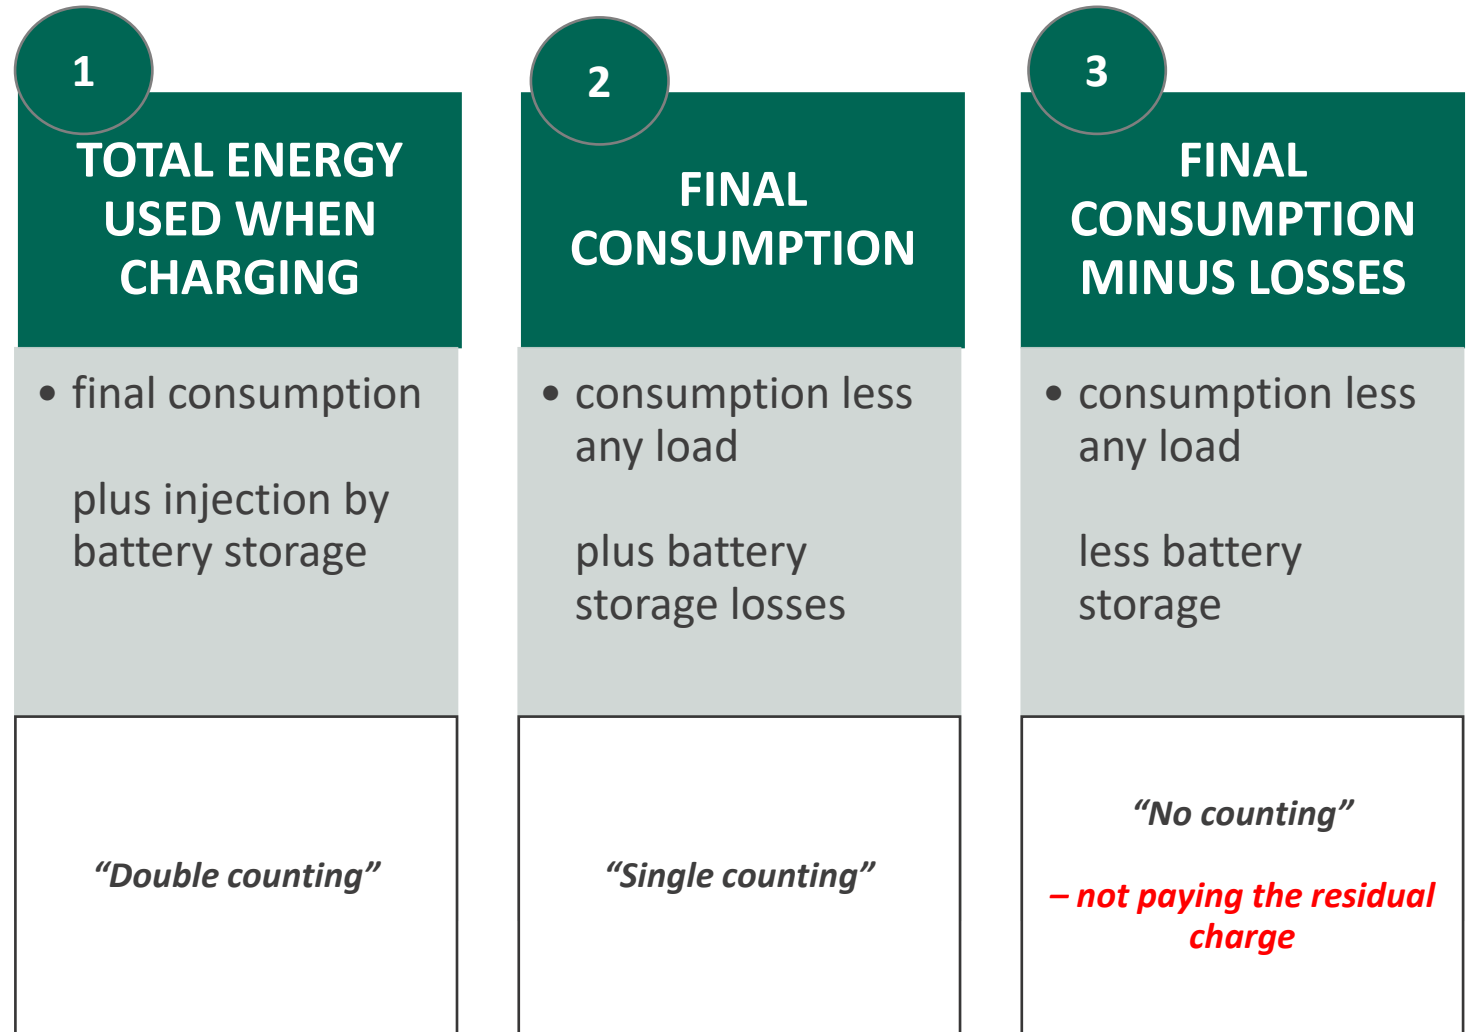 1
TOTAL ENERGY
USED WHEN
CHARGING
• final consumption
plus injection by
battery storage
“Double counting”
2
FINAL
CONSUMPTION
• consumption less
any load
plus battery
storage losses
“Single counting”
3
FINAL
CONSUMPTION
MINUS LOSSES
• consumption less
any load
less battery
storage
“No counting”
– not paying the residual
charge